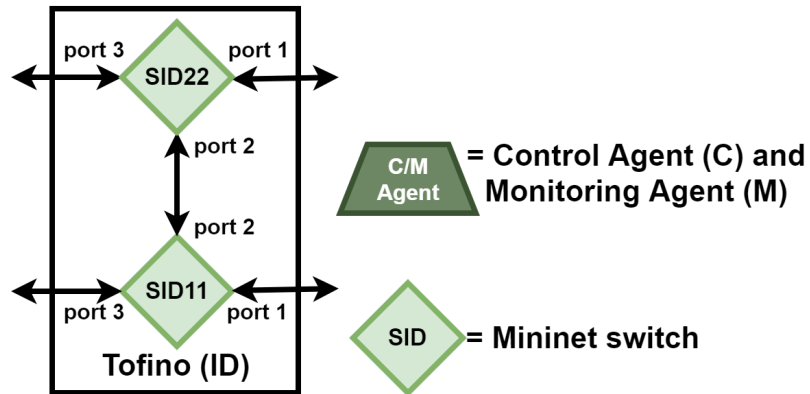 port 3
port 1
SID22
port 2
port 2
SID11
port 3
port 1
Tofino (ID)
C/M
Agent
= Control Agent (C) and
Monitoring Agent (M)
SID
= Mininet switch